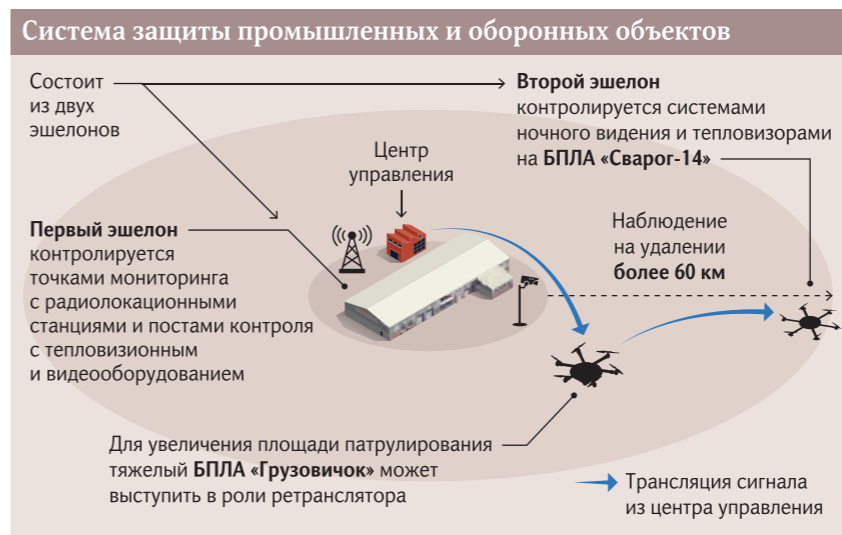 Система защиты промышленных и оборонных объектов
Состоит
из двух
эшелонов
Второй эшелон
контролируется системами
ночного видения и тепловизорами
на БПЛА «Сварог-14»
Центр
управления
Первый эшелон
контролируется
точками мониторинга
с радиолокационными
станциями и постами контроля
с тепловизионным
и видеооборудованием
Наблюдение
на удалении
более 60 км
Для увеличения площади патрулирования
тяжелый БПЛА «Грузовичок» может
выступить в роли ретранслятора
Трансляция сигнала
из центра управления